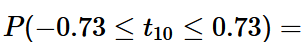 P(−0.73 ≤ t₁₀ ≤ 0.73) =